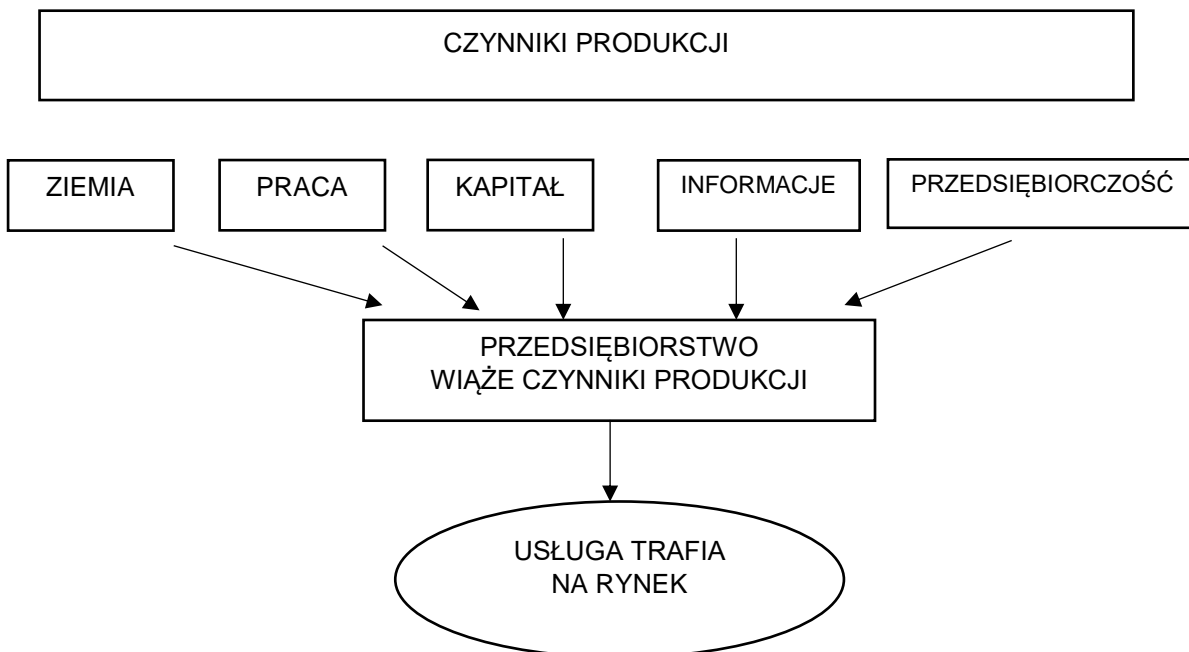 CZYNNIKI PRODUKCJI
ZIEMIA
PRACA
KAPITAŁ
INFORMACJE
PRZEDSIĘBIORCZOŚĆ
PRZEDSIĘBIORSTWO
WIĄŻE CZYNNIKI PRODUKCJI
USŁUGA TRAFIA
NA RYNEK